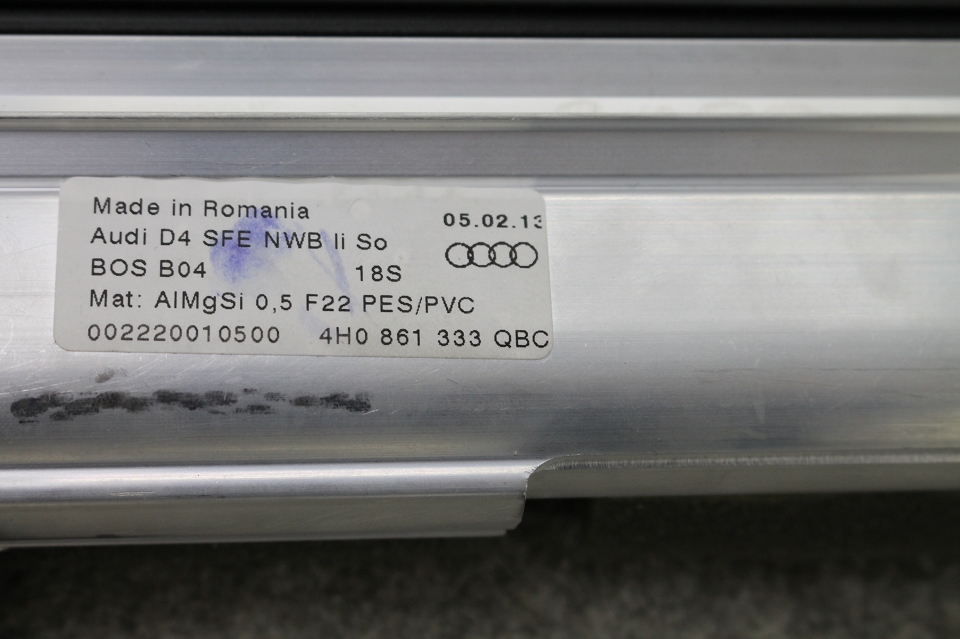 Made in Romania
05.02.13
Audi D4 SFE NWB li So
BOS B04 18S
Mat: AlMgSi 0,5 F22 PES/PVC
002220010500 4H0 861 333 QBC